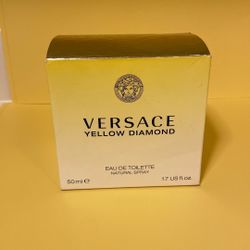 VERSACE
YELLOW DIAMOND
EAU DE TOILETTE
NATURAL SPRAY
50 ml ℮ 1.7 US fl. oz.